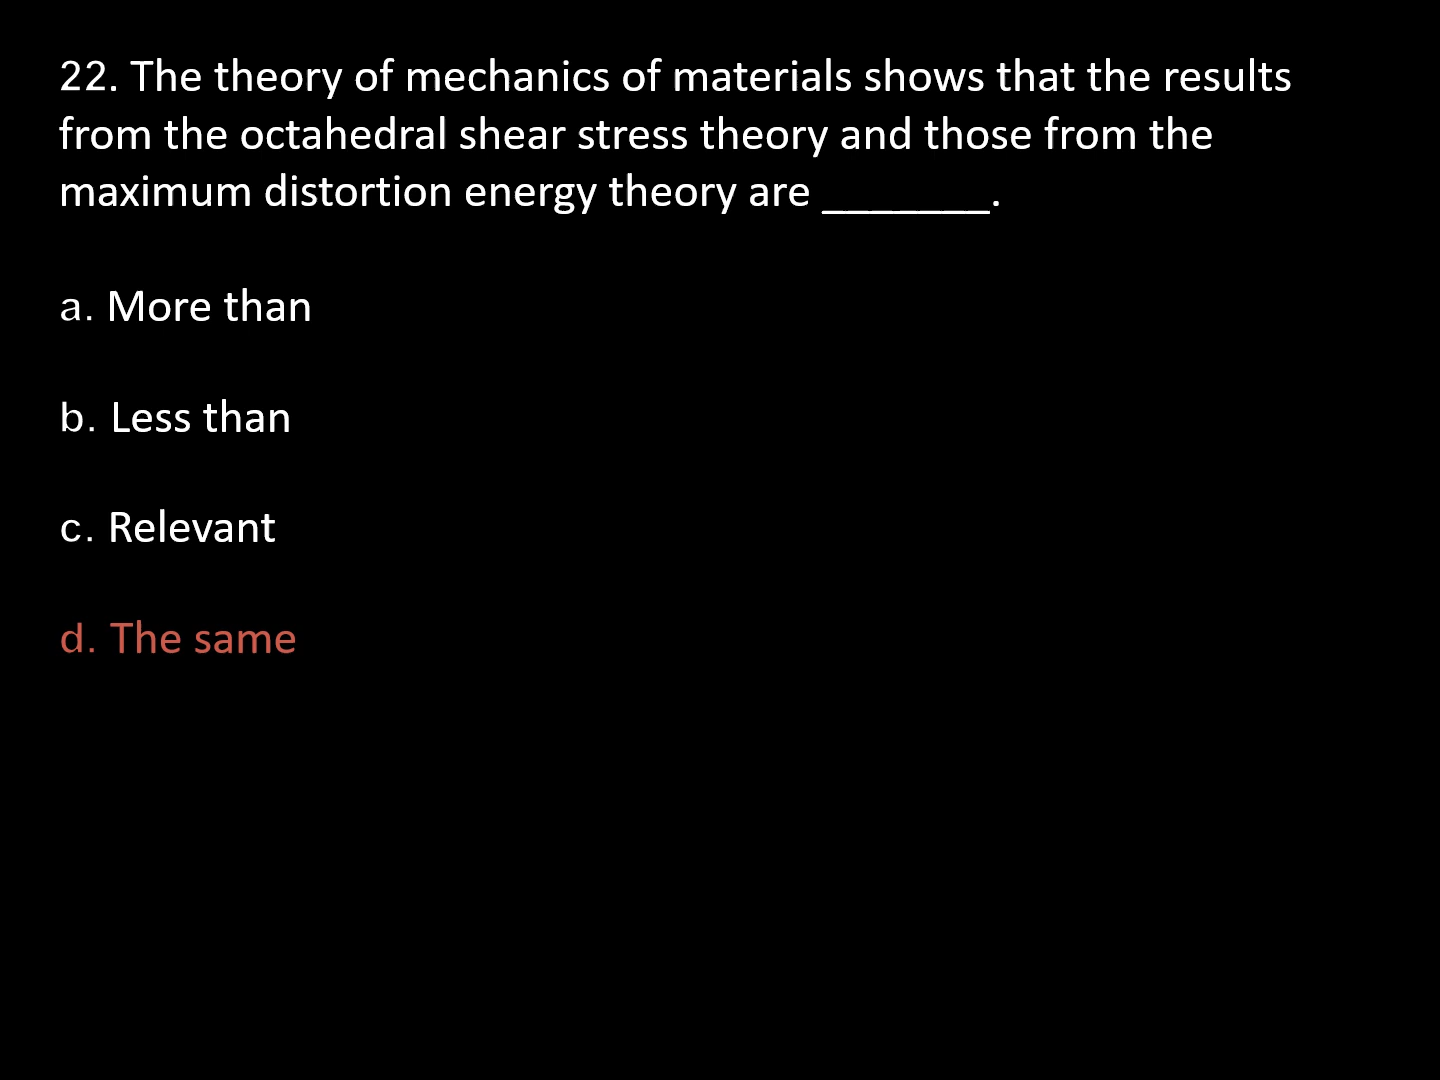 22. The theory of mechanics of materials shows that the results
from the octahedral shear stress theory and those from the
maximum distortion energy theory are _______.
a. More than
b. Less than
c. Relevant
d. The same